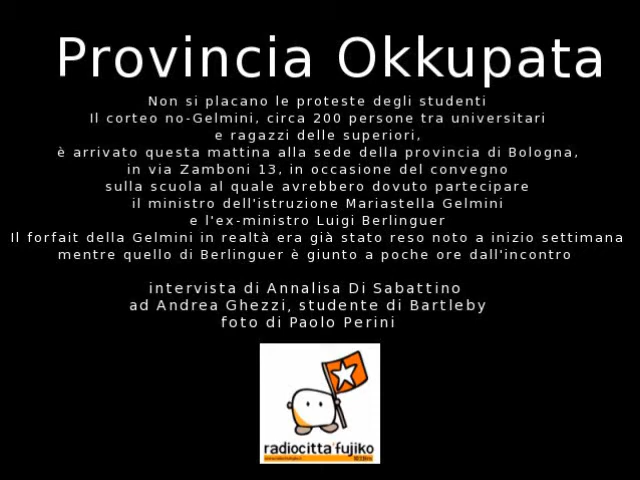 Provincia Okkupata
Non si placano le proteste degli studenti
Il corteo no-Gelmini, circa 200 persone tra universitari
e ragazzi delle superiori,
è arrivato questa mattina alla sede della provincia di Bologna,
in via Zamboni 13, in occasione del convegno
sulla scuola al quale avrebbero dovuto partecipare
il ministro dell'istruzione Mariastella Gelmini
e l'ex-ministro Luigi Berlinguer
Il forfait della Gelmini in realtà era già stato reso noto a inizio settimana
mentre quello di Berlinguer è giunto a poche ore dall'incontro
intervista di Annalisa Di Sabattino
ad Andrea Ghezzi, studente di Bartleby
foto di Paolo Perini
radiocitta'fujiko